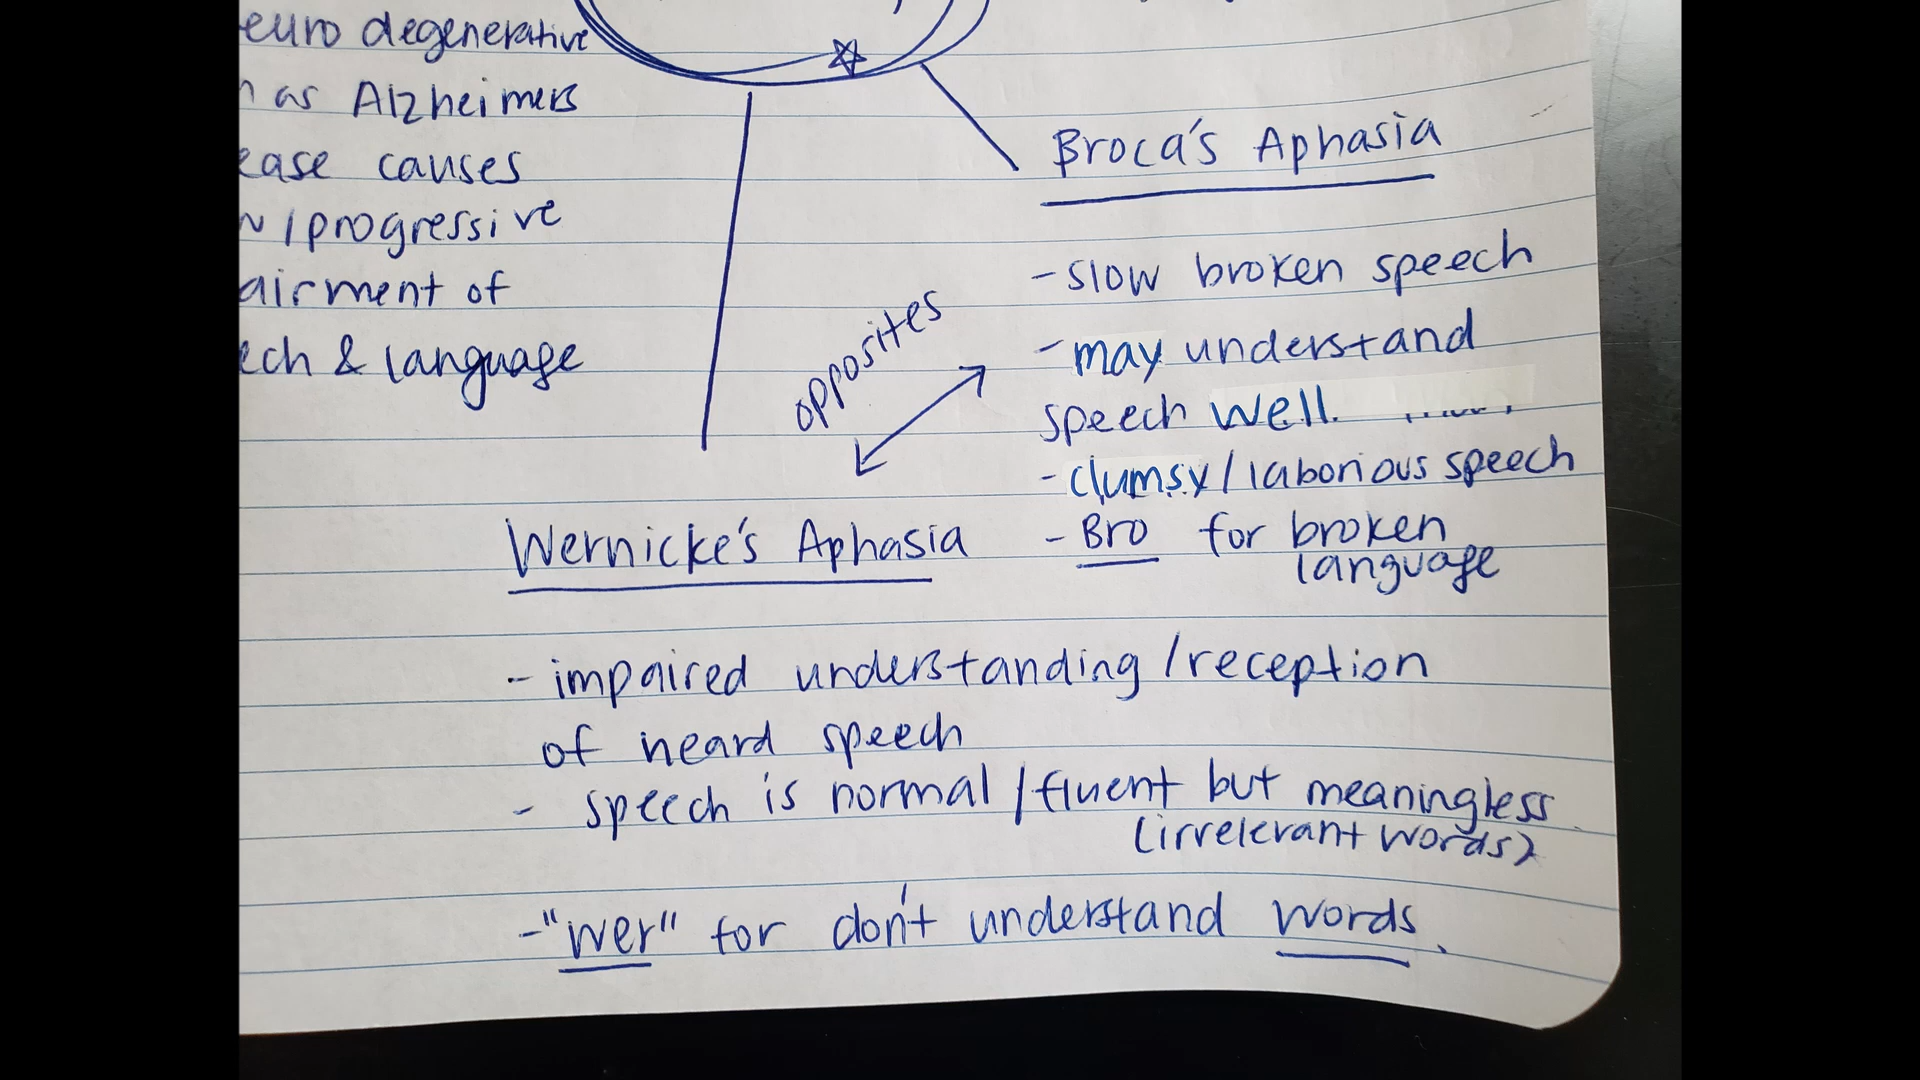 euro degenerative
as Alzheimers
ease causes
/progressive
airment of
ech & language
Broca's Aphasia
- slow broken speech
- may understand
speech well.
- clumsy / laborious speech
- Bro for broken
language
opposites
Wernicke's Aphasia
- impaired understanding / reception
of heard speech
- speech is normal / fluent but meaningless
(irrelevant words)
- "wer" for don't understand words.